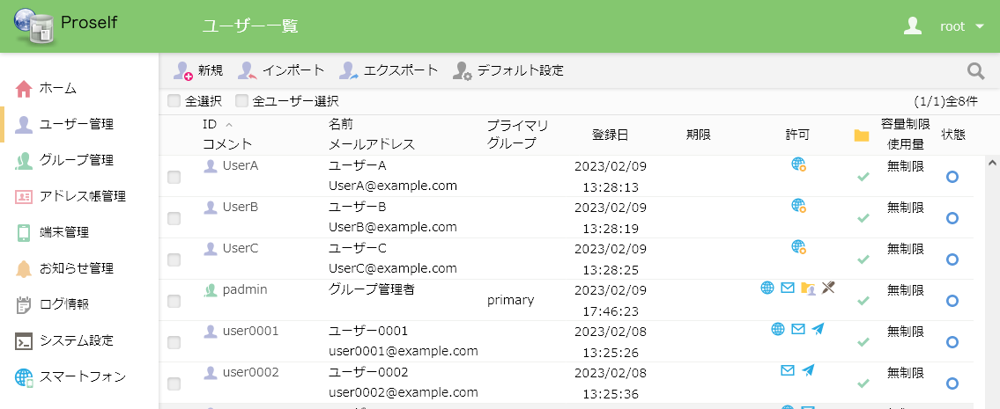 Proself
ユーザー一覧
root
ホーム
ユーザー管理
グループ管理
アドレス帳管理
端末管理
お知らせ管理
ログ情報
システム設定
スマートフォン
新規 インポート エクスポート デフォルト設定
全選択 全ユーザー選択 (1/1)全8件
ID 名前 プライマリ 容量制限
コメント メールアドレス グループ 登録日 期限 許可 使用量 状態
UserA ユーザーA 2023/02/09 無制限
UserA@example.com 13:28:13
UserB ユーザーB 2023/02/09 無制限
UserB@example.com 13:28:19
UserC ユーザーC 2023/02/09 無制限
UserC@example.com 13:28:25
padmin グループ管理者 2023/02/09 無制限
primary 17:46:23
user0001 ユーザー0001 2023/02/08 無制限
user0001@example.com 13:25:26
user0002 ユーザー0002 2023/02/08 無制限
user0002@example.com 13:25:36